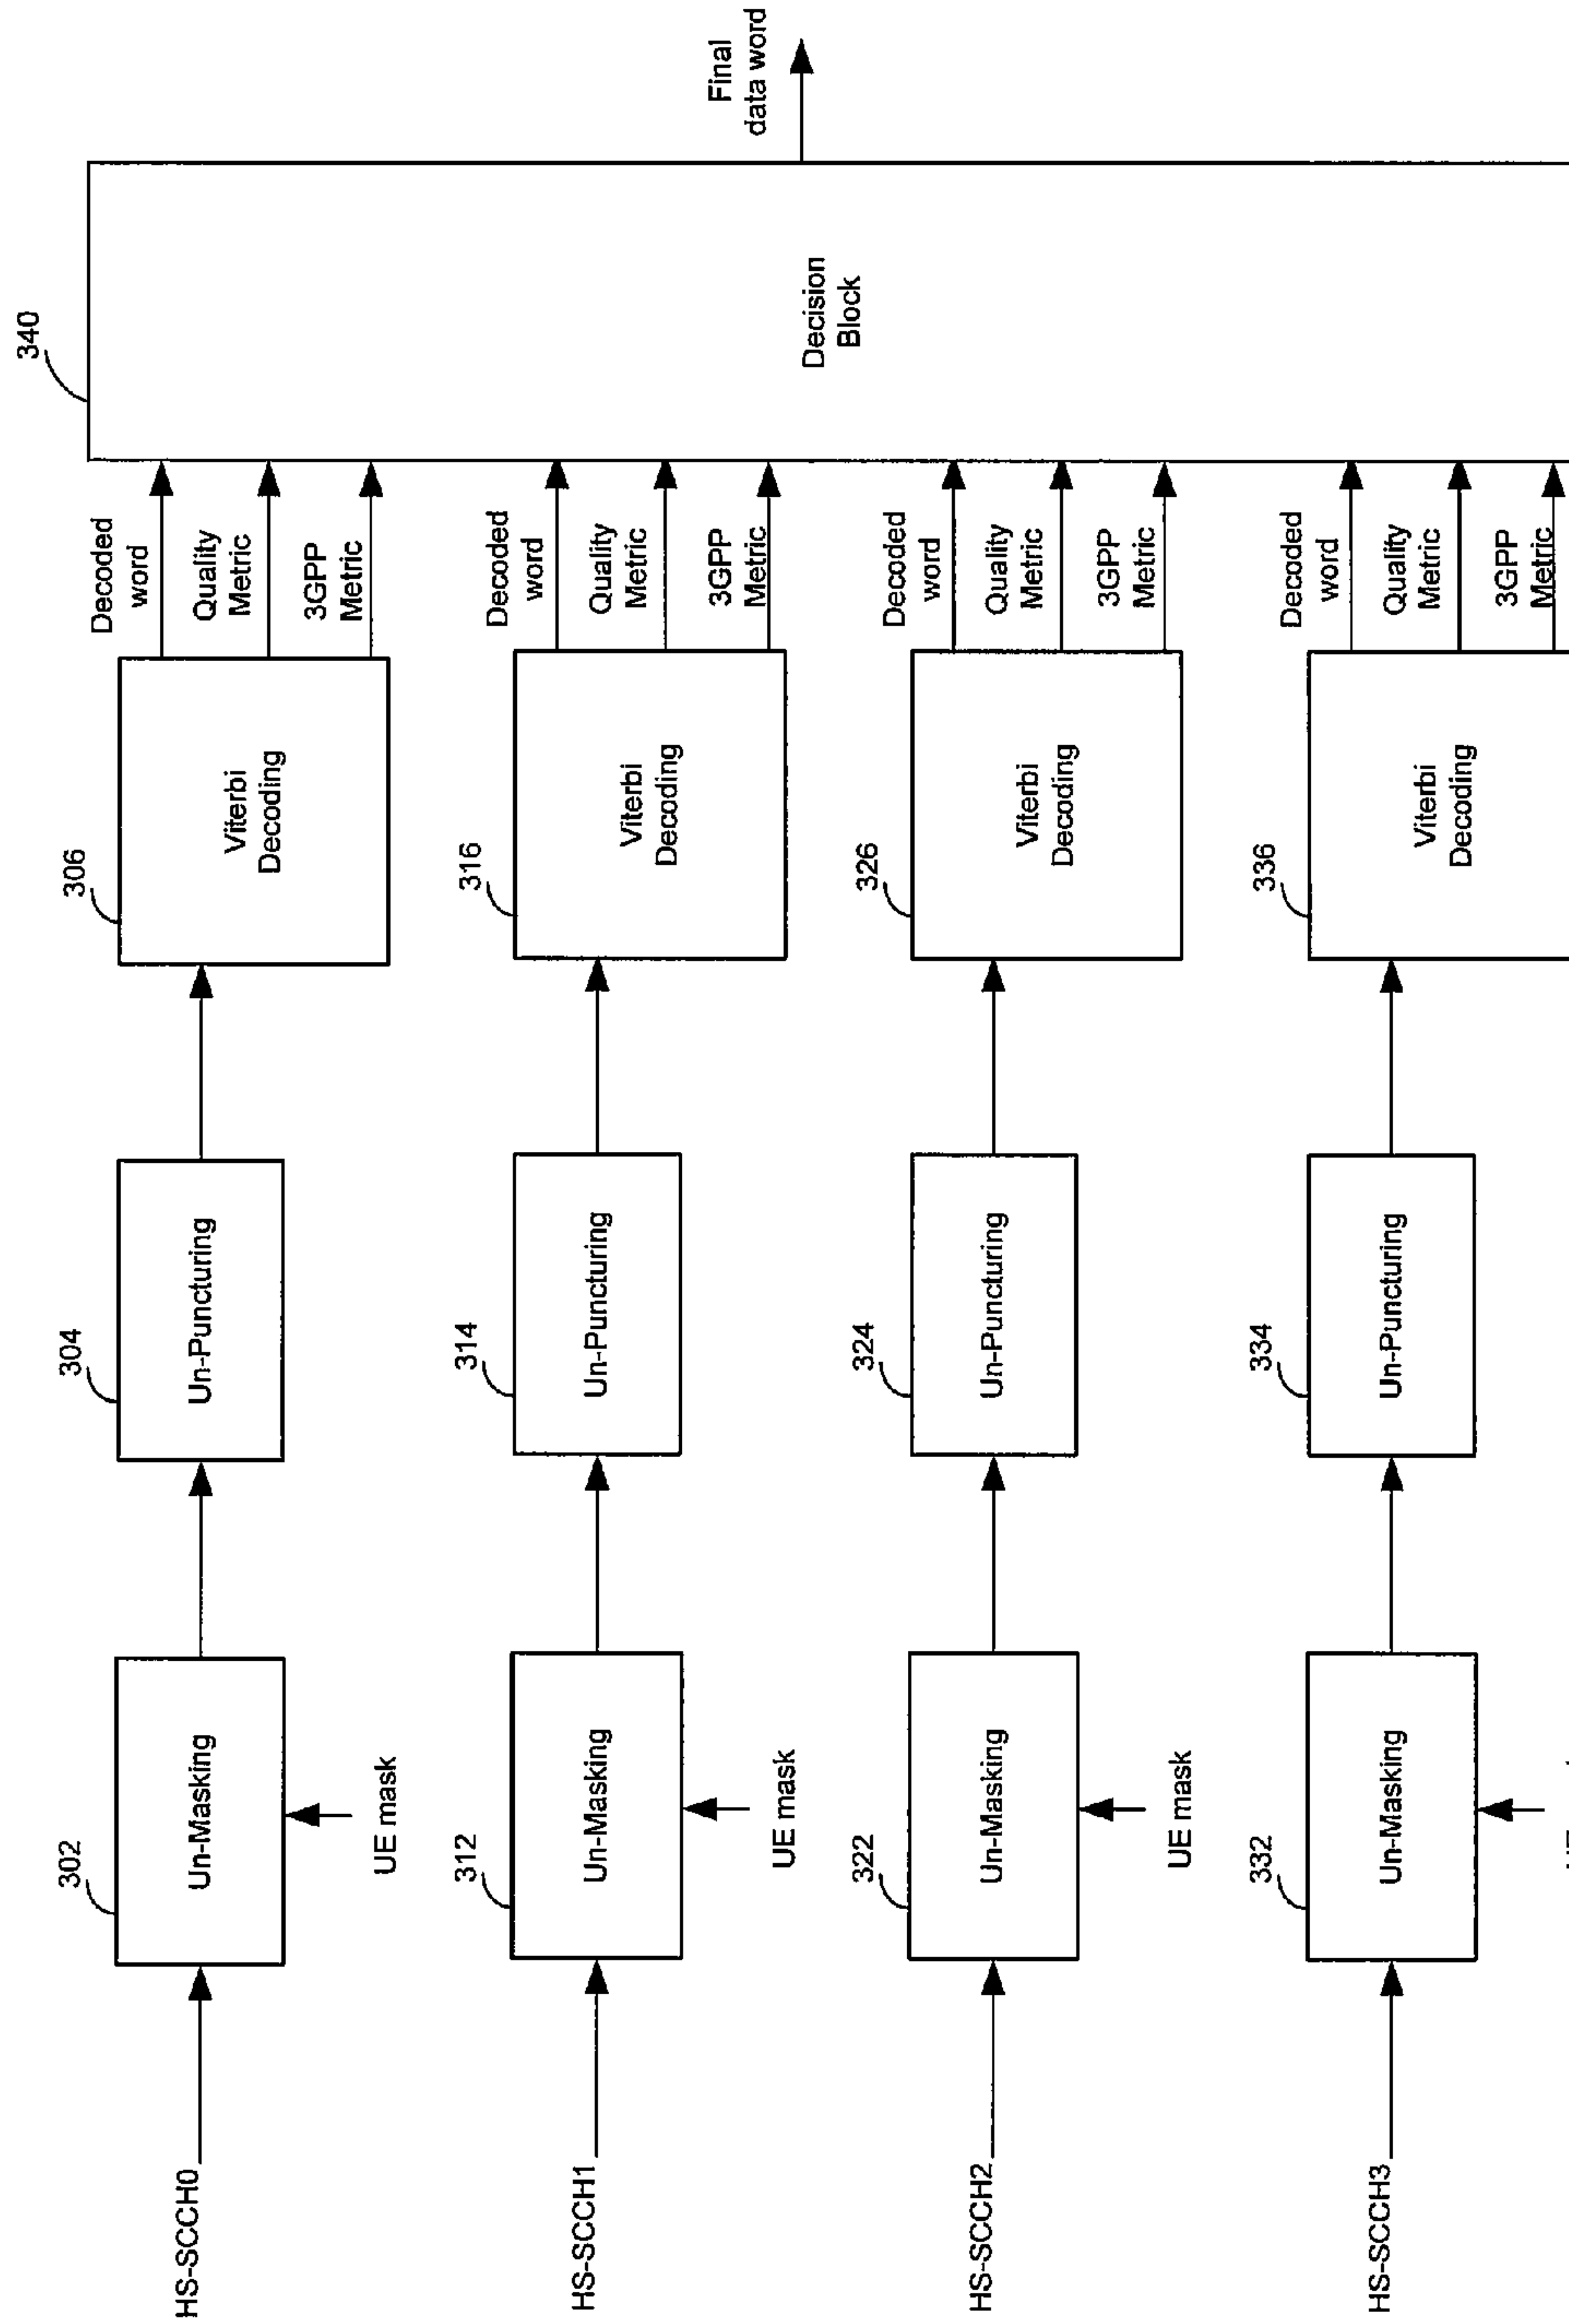 340
Decision
Block
Final
data word
HS-SCCH0
302
Un-Masking
UE mask
304
Un-Puncturing
306
Viterbi
Decoding
Decoded
word
Quality
Metric
3GPP
Metric
HS-SCCH1
312
Un-Masking
UE mask
314
Un-Puncturing
316
Viterbi
Decoding
Decoded
word
Quality
Metric
3GPP
Metric
HS-SCCH2
322
Un-Masking
UE mask
324
Un-Puncturing
326
Viterbi
Decoding
Decoded
word
Quality
Metric
3GPP
Metric
HS-SCCH3
332
Un-Masking
334
Un-Puncturing
336
Viterbi
Decoding
Decoded
word
Quality
Metric
3GPP
Metric